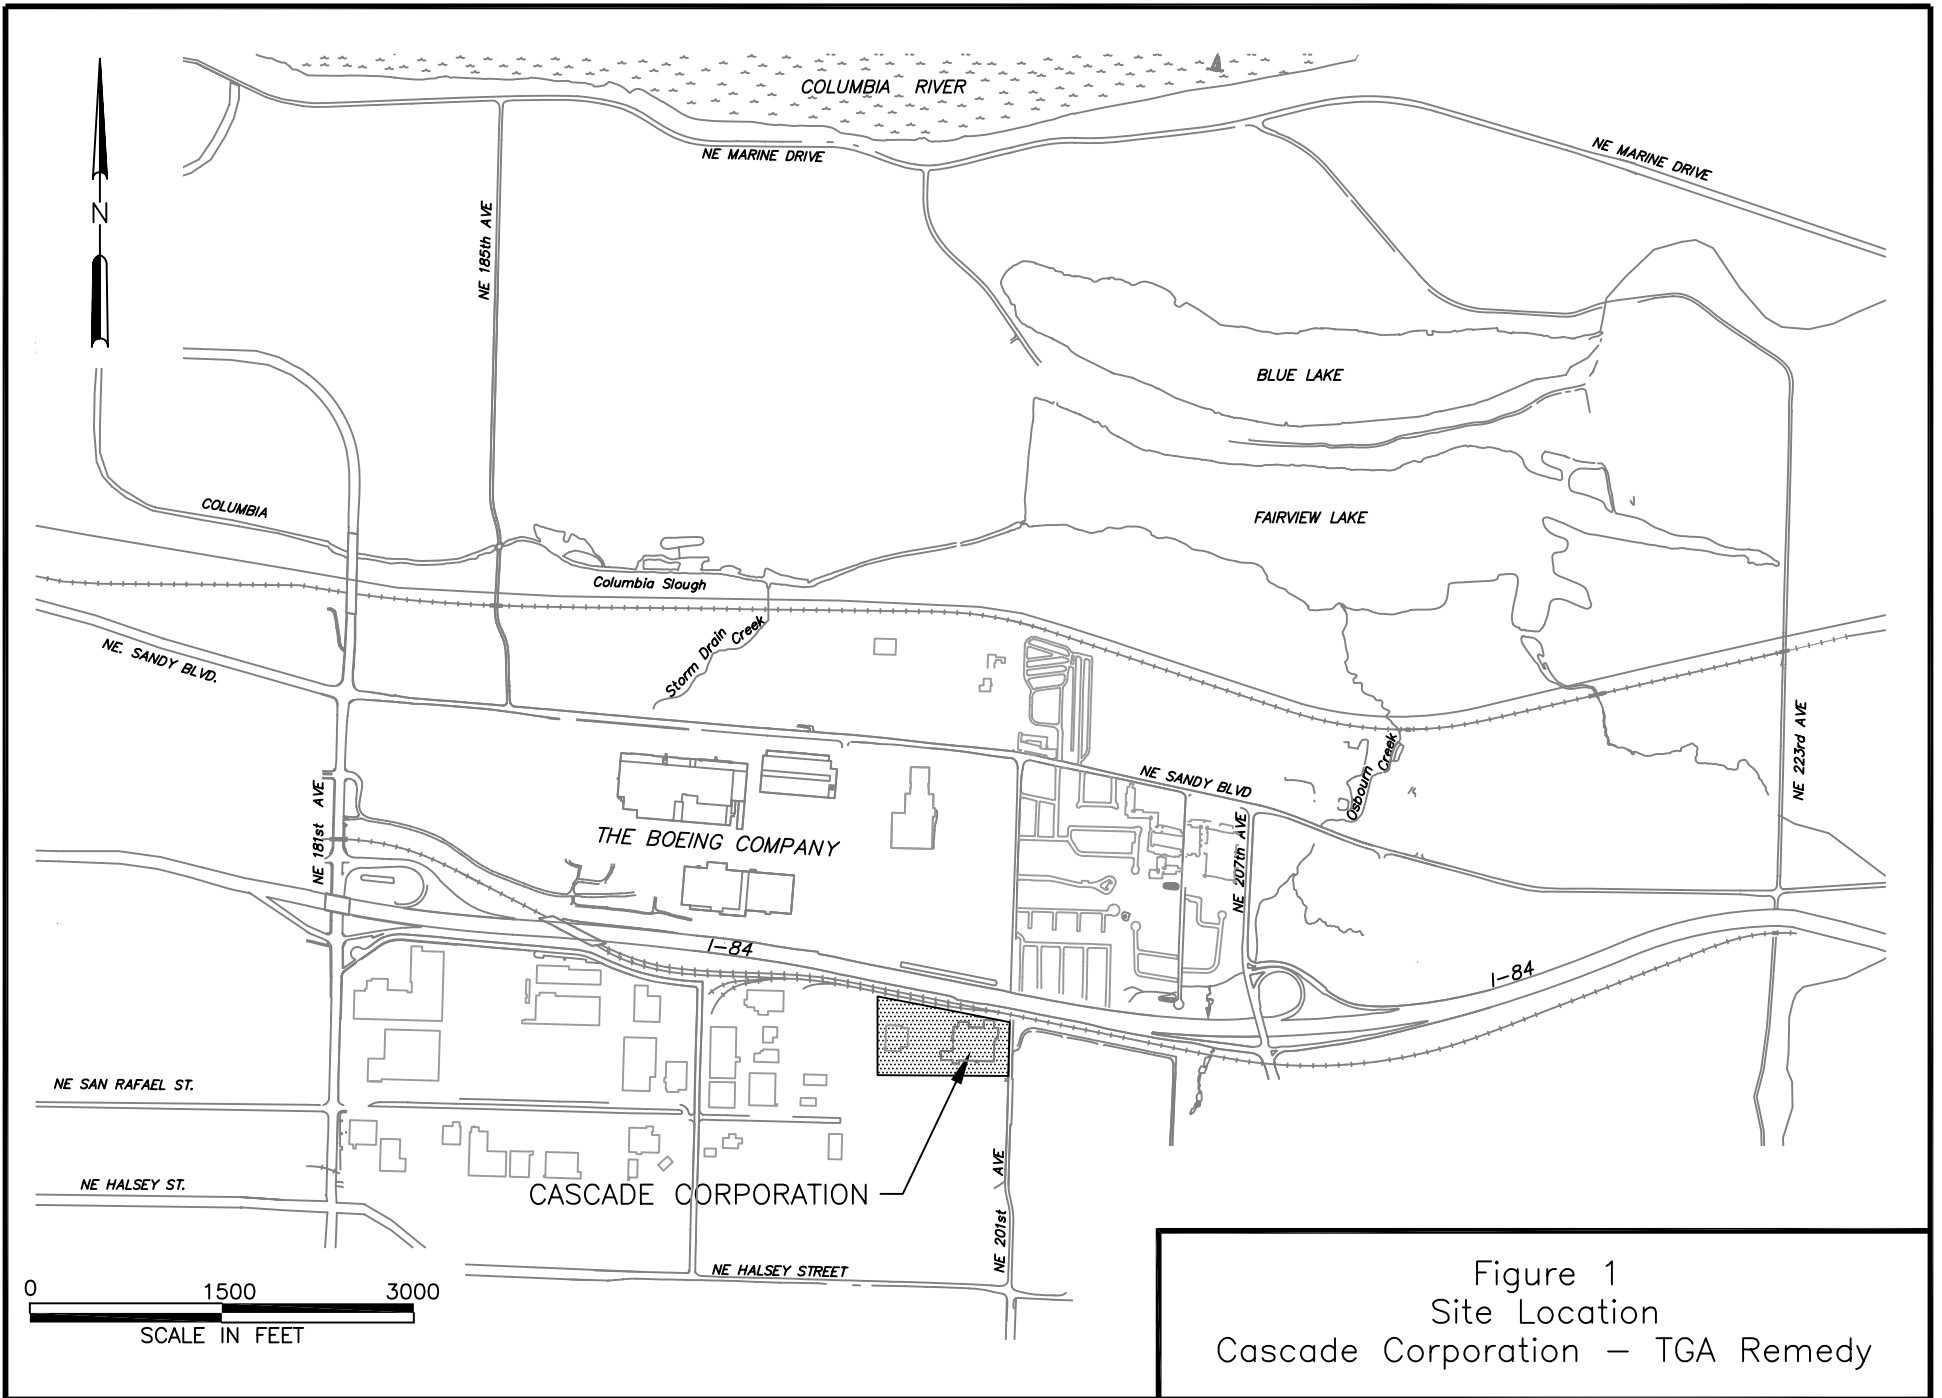 COLUMBIA RIVER
NE MARINE DRIVE
NE MARINE DRIVE
N
NE 185th AVE
BLUE LAKE
COLUMBIA
FAIRVIEW LAKE
Columbia Slough
Storm Drain Creek
NE. SANDY BLVD.
NE 223rd AVE
Osbourn Creek
NE SANDY BLVD
NE 181st AVE
THE BOEING COMPANY
NE 207th AVE
I-84
I-84
NE SAN RAFAEL ST.
NE HALSEY ST.
CASCADE CORPORATION
NE 201st AVE
NE HALSEY STREET
0 1500 3000
SCALE IN FEET
Figure 1
Site Location
Cascade Corporation - TGA Remedy